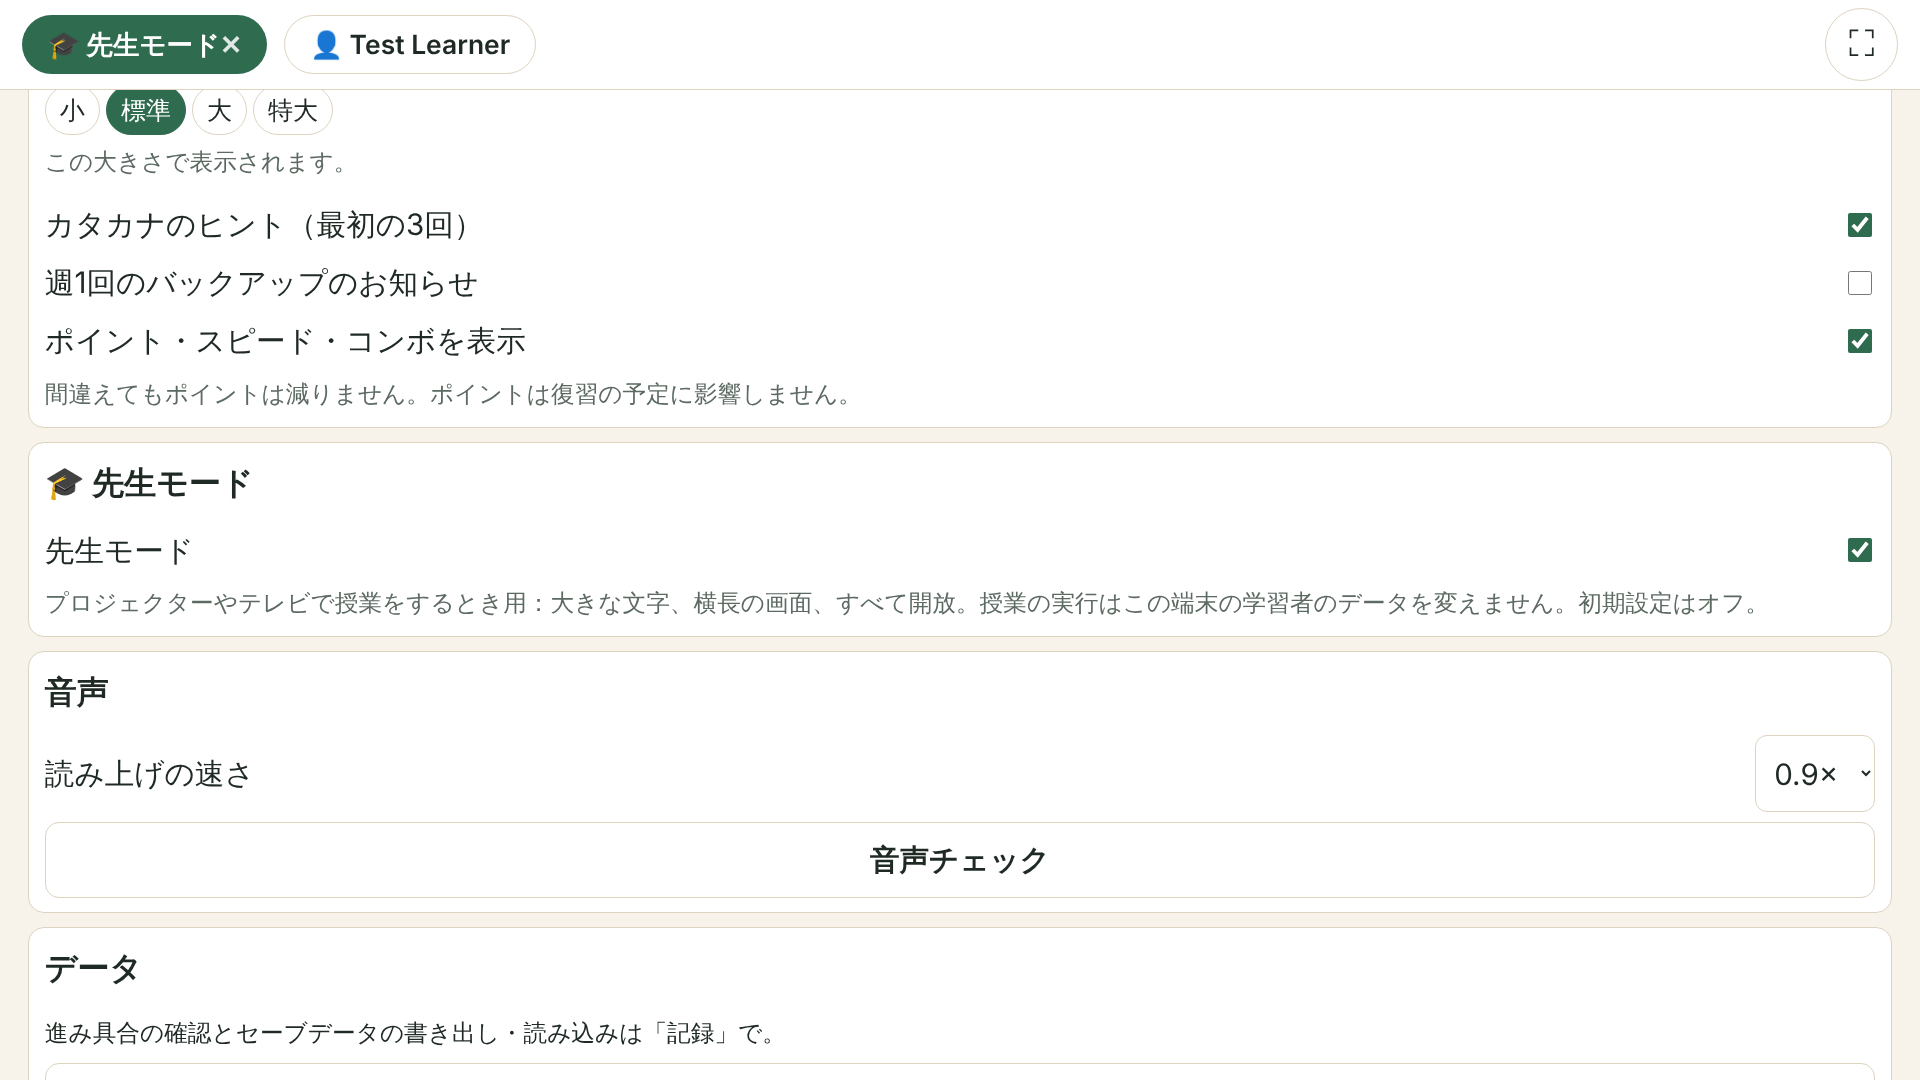 🎓 先生モード✕
👤 Test Learner
小 標準 大 特大
この大きさで表示されます。
カタカナのヒント（最初の3回）
週1回のバックアップのお知らせ
ポイント・スピード・コンボを表示
間違えてもポイントは減りません。ポイントは復習の予定に影響しません。
🎓 先生モード
先生モード
プロジェクターやテレビで授業をするとき用：大きな文字、横長の画面、すべて開放。授業の実行はこの端末の学習者のデータを変えません。初期設定はオフ。
音声
読み上げの速さ
0.9×
音声チェック
データ
進み具合の確認とセーブデータの書き出し・読み込みは「記録」で。